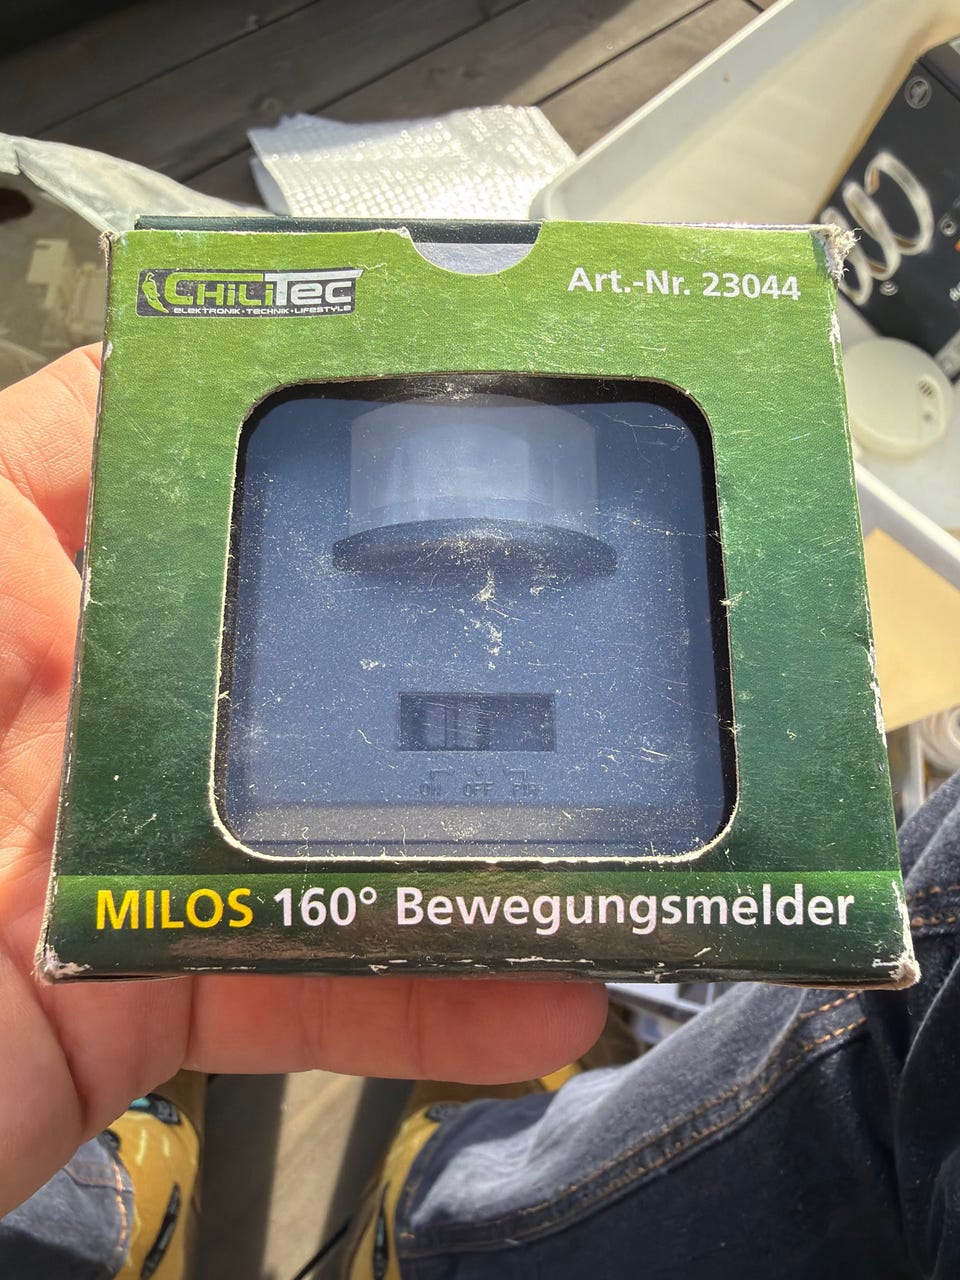 CHILITEC
ELEKTRONIK • TECHNIK • LIFESTYLE
Art.-Nr. 23044
ON OFF PIR
MILOS 160° Bewegungsmelder